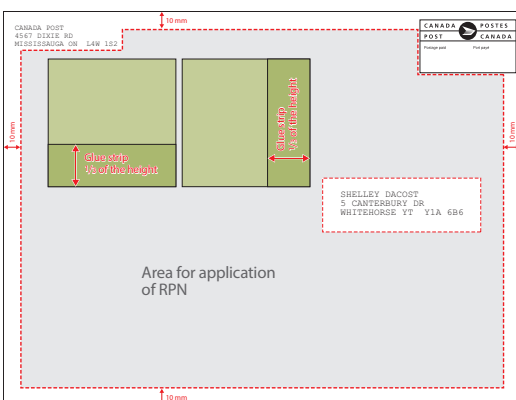 10 mm
CANADA POST
4567 DIXIE RD
MISSISSAUGA ON L4W 1S2
CANADA POSTES
POST CANADA
Postage paid Port payé
10 mm
10 mm
Glue strip
1/3 of the height
Glue strip
1/3 of the height
SHELLEY DACOST
5 CANTERBURY DR
WHITEHORSE YT Y1A 6B6
Area for application
of RPN
10 mm